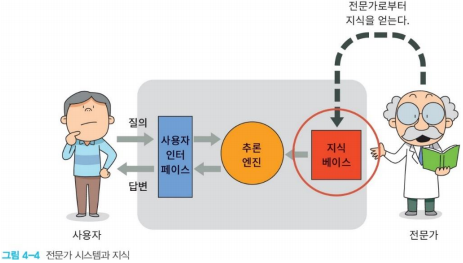 전문가로부터
지식을 얻는다.
질의
사용자
인터
페이스
추론
엔진
지식
베이스
답변
사용자
전문가
그림 4-4 전문가 시스템과 지식